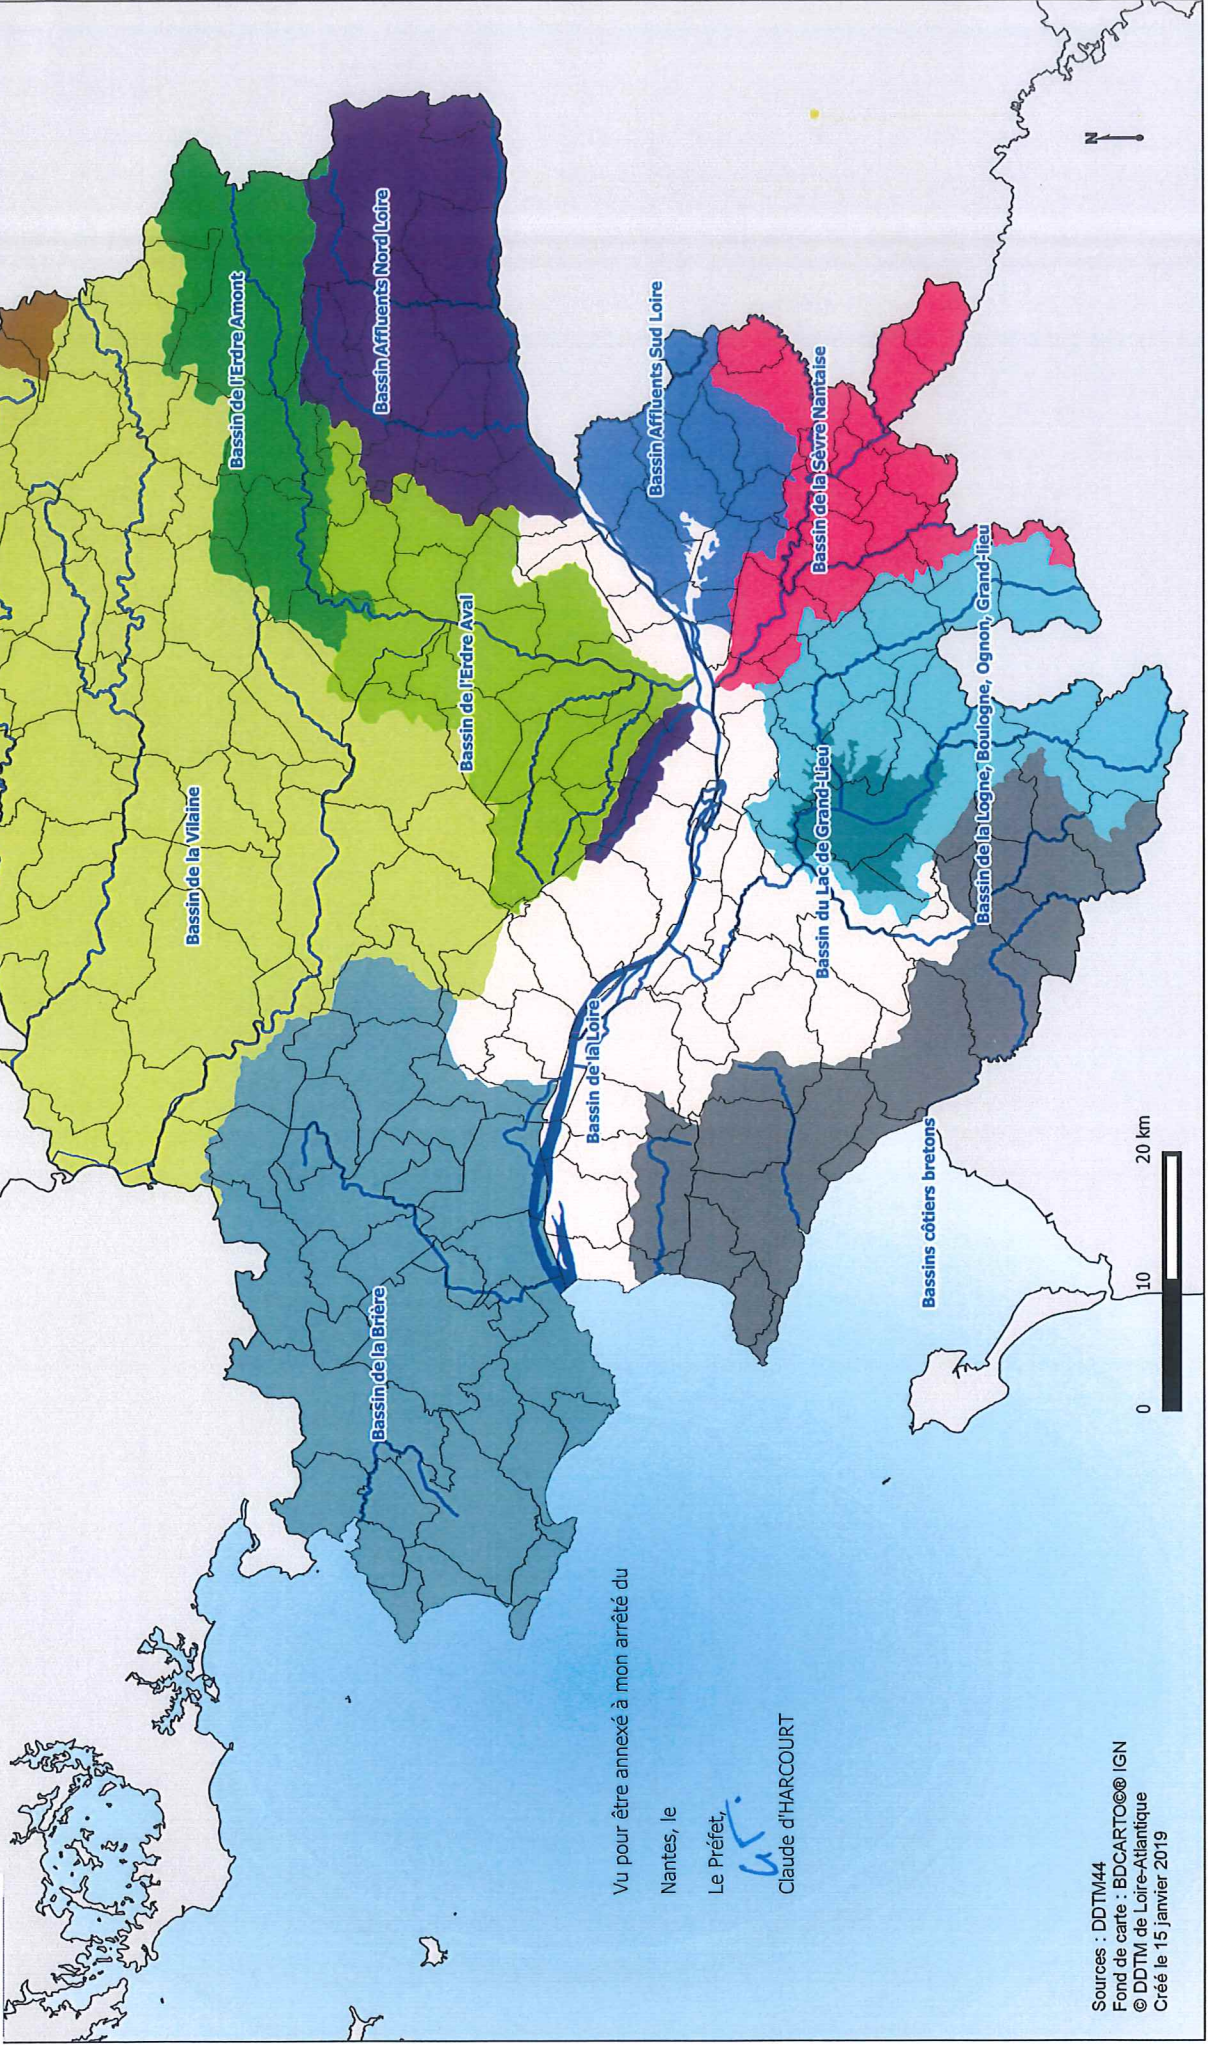 Bassin de la Vilaine
Bassin de l'Erdre Amont
Bassin de la Brière
Bassin Affluents Nord Loire
Bassin de l'Erdre Aval
Bassin de la Loire
Bassin Affluents Sud Loire
Bassin de la Sèvre Nantaise
Bassin du Lac de Grand-Lieu
Bassins côtiers bretons
Bassin de la Logne, Boulogne, Ognon, Grand-lieu
Vu pour être annexé à mon arrêté du
Nantes, le
Le Préfet,
Claude d'HARCOURT
N
0 10 20 km
Sources : DDTM44
Fond de carte : BDCARTO©® IGN
© DDTM de Loire-Atlantique
Créé le 15 janvier 2019